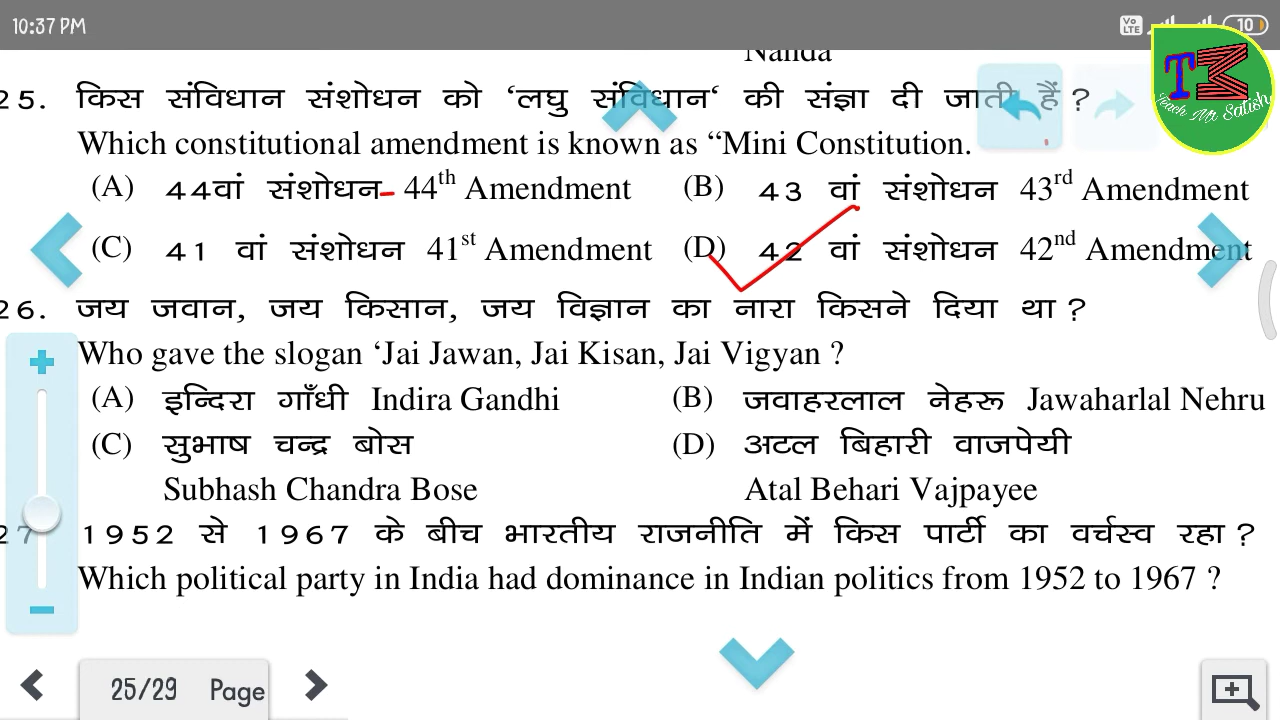 10:37 PM
Vo LTE
10
Nanda
25. किस संविधान संशोधन को ‘लघु संविधान‘ की संज्ञा दी जाती हैं ?
Which constitutional amendment is known as “Mini Constitution.
(A) 44वां संशोधन 44th Amendment (B) 43 वां संशोधन 43rd Amendment
(C) 41 वां संशोधन 41st Amendment (D) 42 वां संशोधन 42nd Amendment
26. जय जवान, जय किसान, जय विज्ञान का नारा किसने दिया था ?
Who gave the slogan ‘Jai Jawan, Jai Kisan, Jai Vigyan ?
(A) इन्दिरा गाँधी Indira Gandhi (B) जवाहरलाल नेहरू Jawaharlal Nehru
(C) सुभाष चन्द्र बोस (D) अटल बिहारी वाजपेयी
Subhash Chandra Bose Atal Behari Vajpayee
27 1952 से 1967 के बीच भारतीय राजनीति में किस पार्टी का वर्चस्व रहा ?
Which political party in India had dominance in Indian politics from 1952 to 1967 ?
25/29 Page
Teach Mr Satish